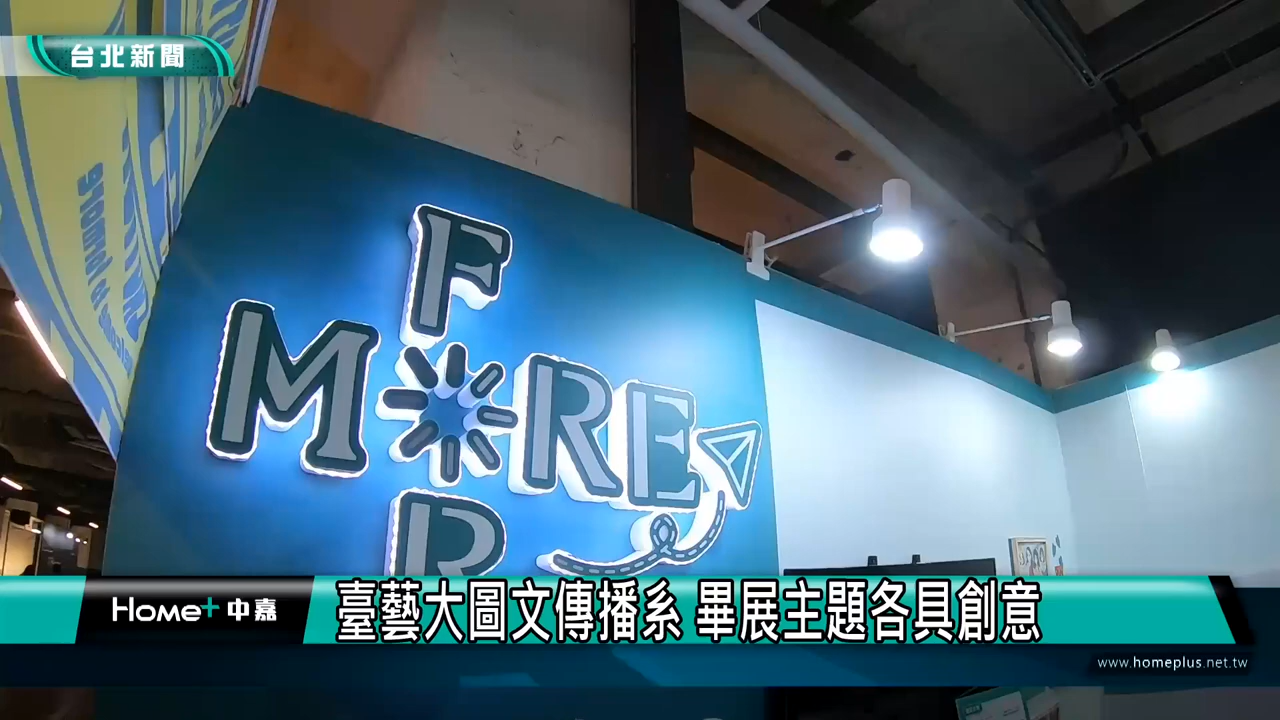 台北新聞
FOR
MORE
Home+ 中嘉
臺藝大圖文傳播系 畢展主題各具創意
www.homeplus.net.tw